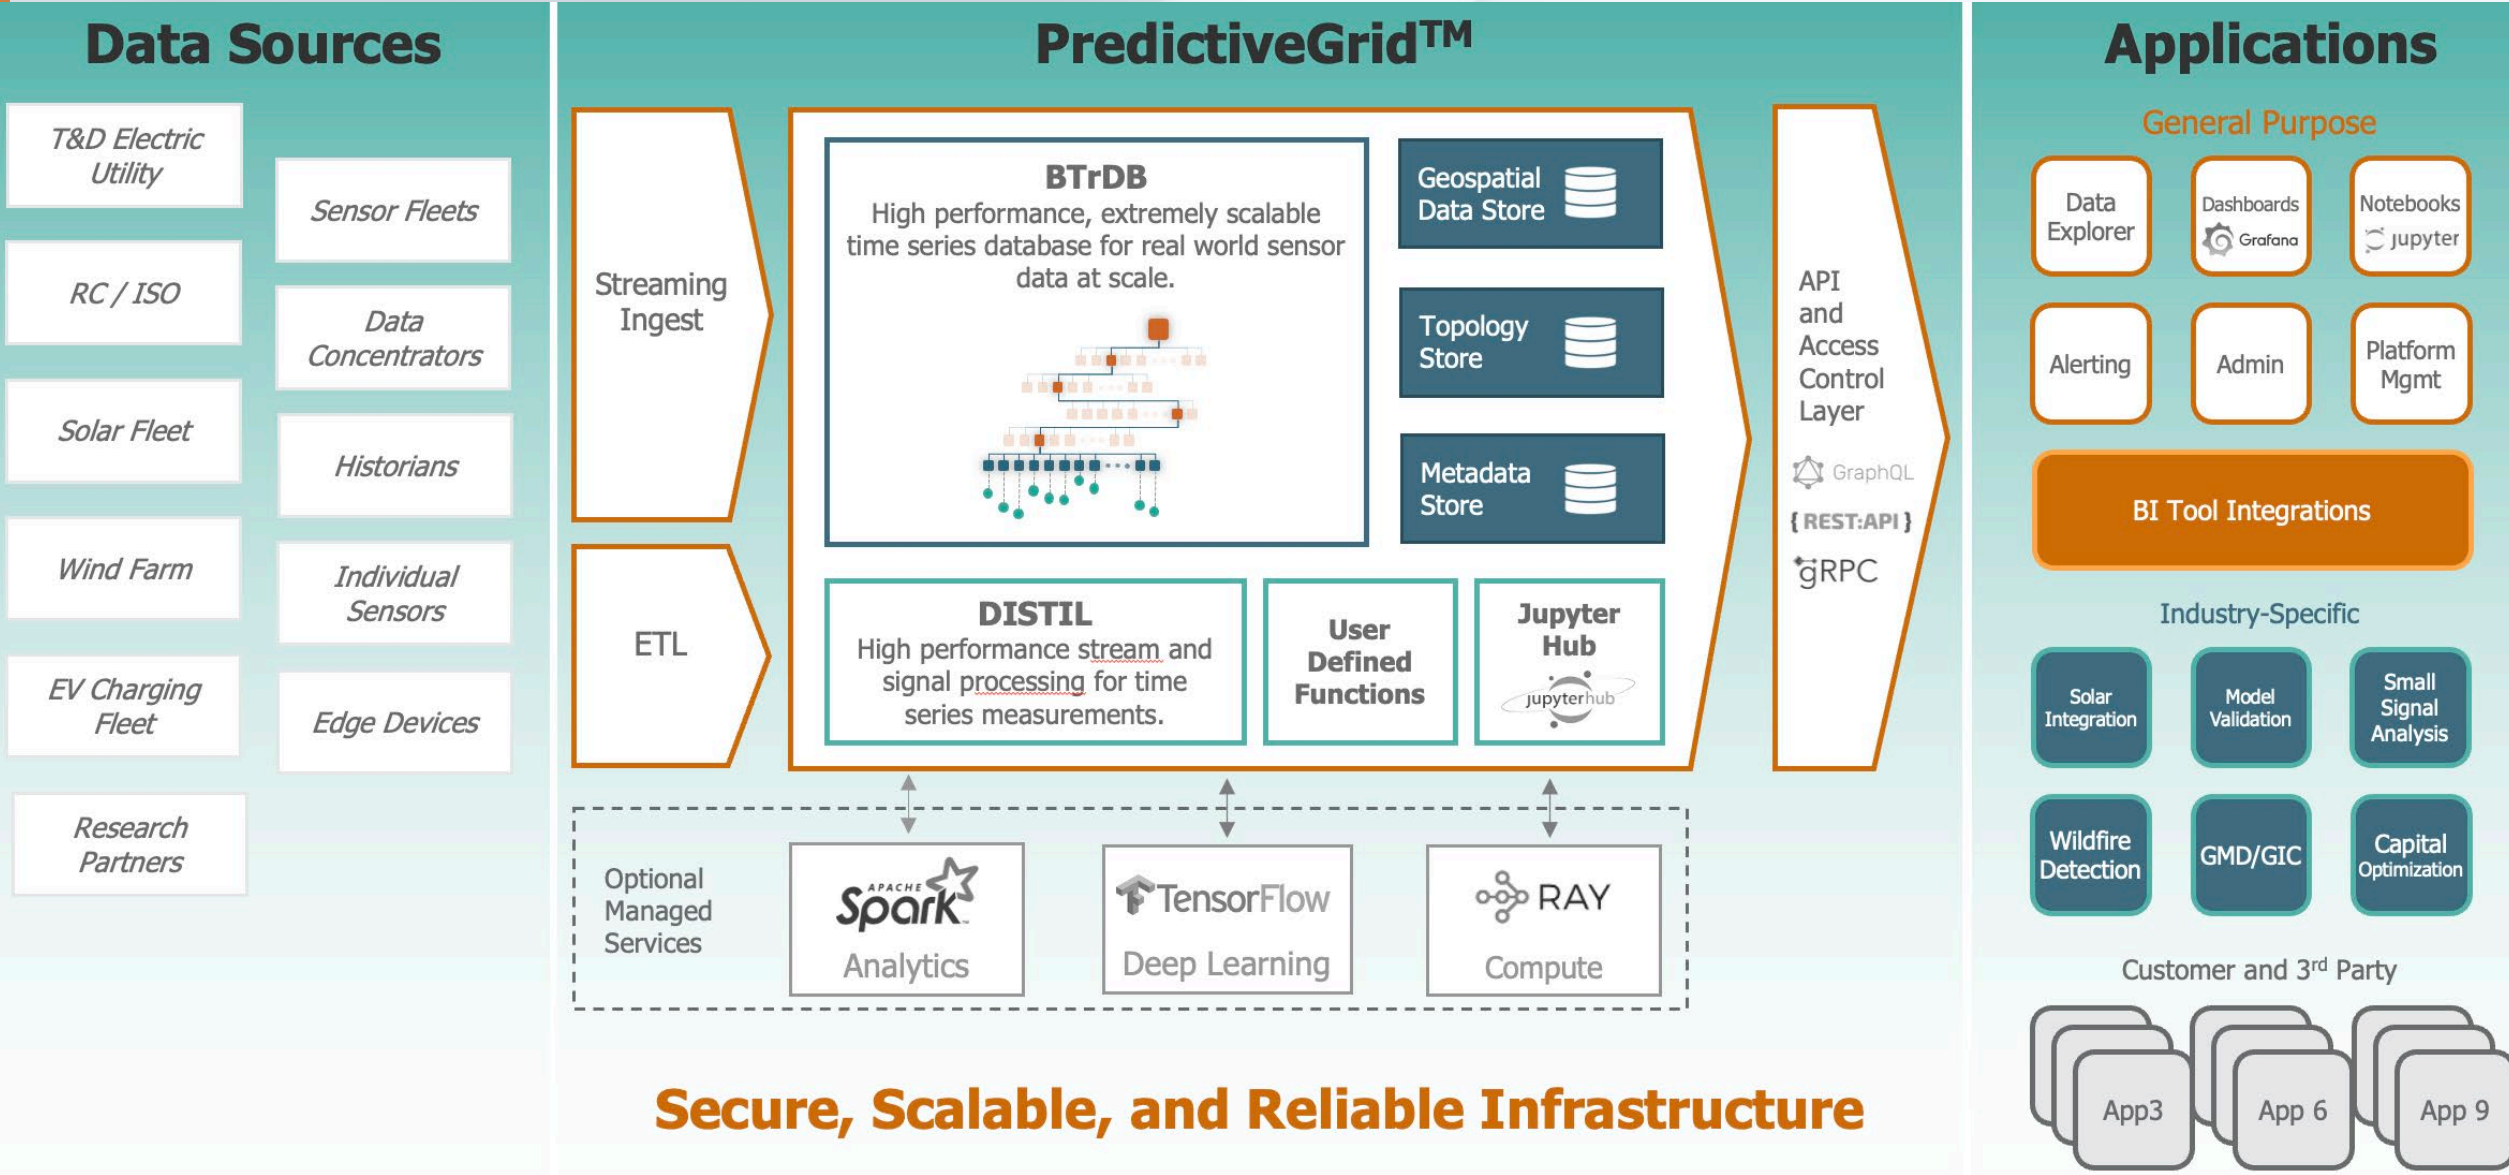 Data Sources
T&D Electric
Utility
RC / ISO
Solar Fleet
Wind Farm
EV Charging
Fleet
Research
Partners
Sensor Fleets
Data
Concentrators
Historians
Individual
Sensors
Edge Devices
PredictiveGrid™
Streaming
Ingest
ETL
BTrDB
High performance, extremely scalable
time series database for real world sensor
data at scale.
Geospatial
Data Store
Topology
Store
Metadata
Store
DISTIL
High performance stream and
signal processing for time
series measurements.
User
Defined
Functions
Jupyter
Hub
jupyterhub
API
and
Access
Control
Layer
GraphQL
{ REST:API }
gRPC
Optional
Managed
Services
APACHE
Spark™
Analytics
TensorFlow
Deep Learning
RAY
Compute
Secure, Scalable, and Reliable Infrastructure
Applications
General Purpose
Data
Explorer
Dashboards
Grafana
Notebooks
jupyter
Alerting
Admin
Platform
Mgmt
BI Tool Integrations
Industry-Specific
Solar
Integration
Model
Validation
Small
Signal
Analysis
Wildfire
Detection
GMD/GIC
Capital
Optimization
Customer and 3rd Party
App3
App 6
App 9